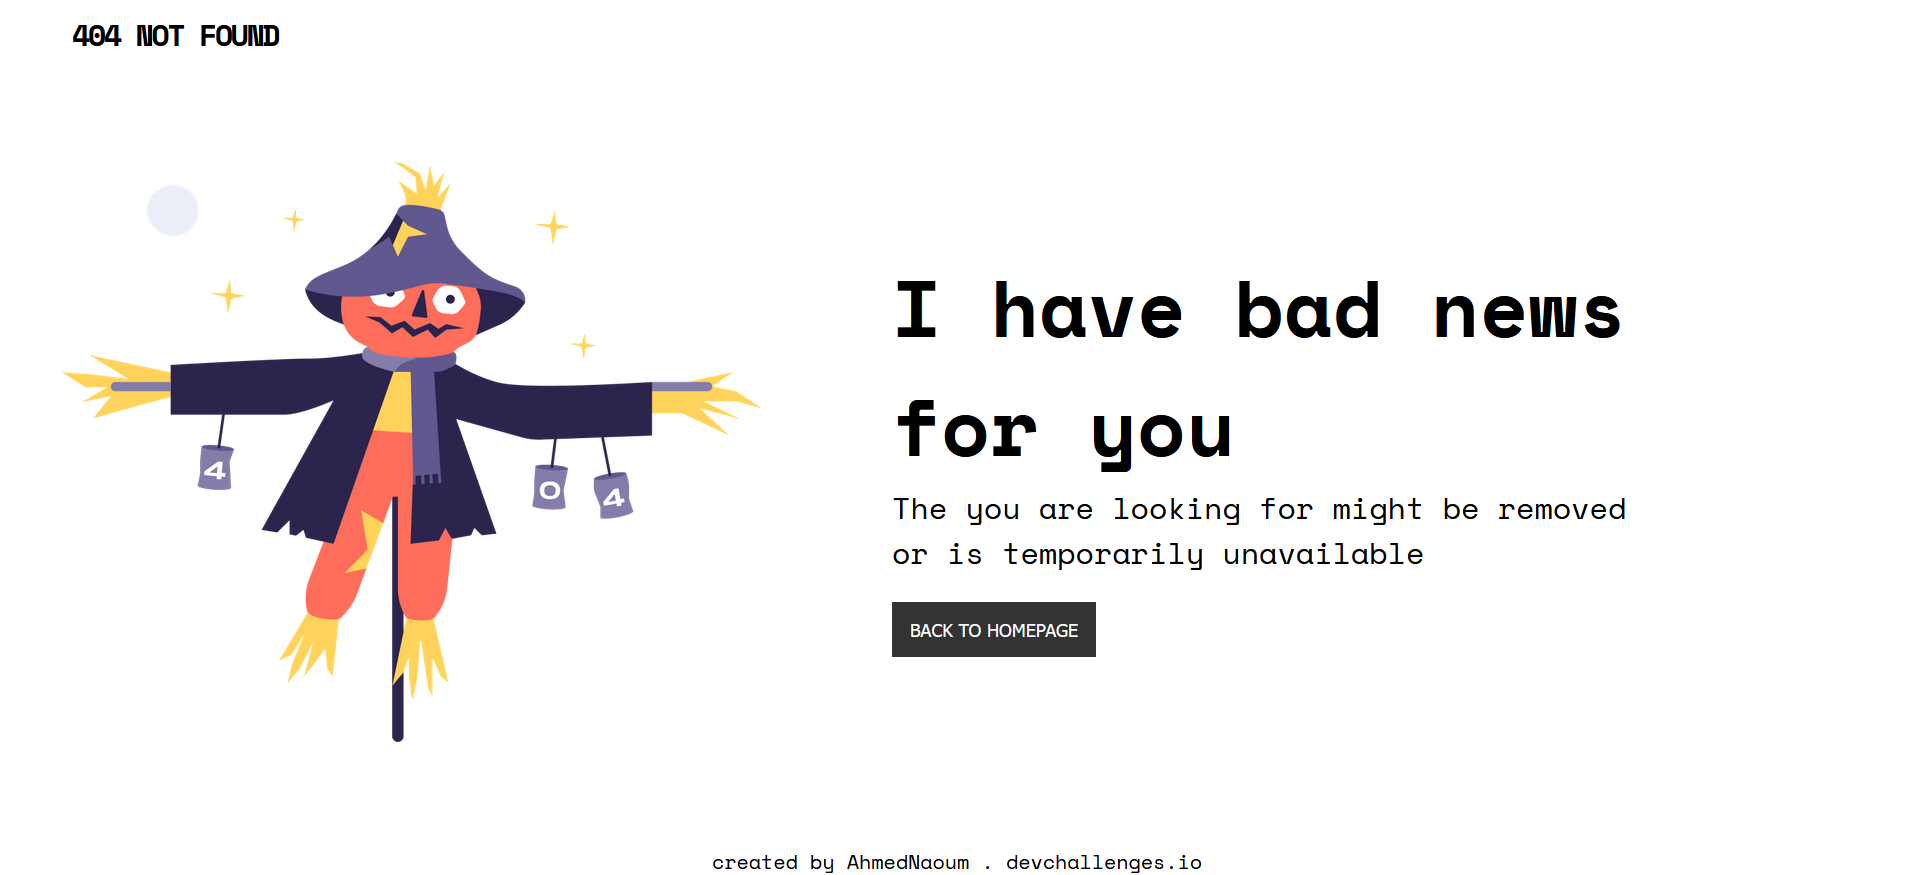 404 NOT FOUND
I have bad news
for you
The you are looking for might be removed
or is temporarily unavailable
BACK TO HOMEPAGE
4
0
4
created by AhmedNaoum . devchallenges.io